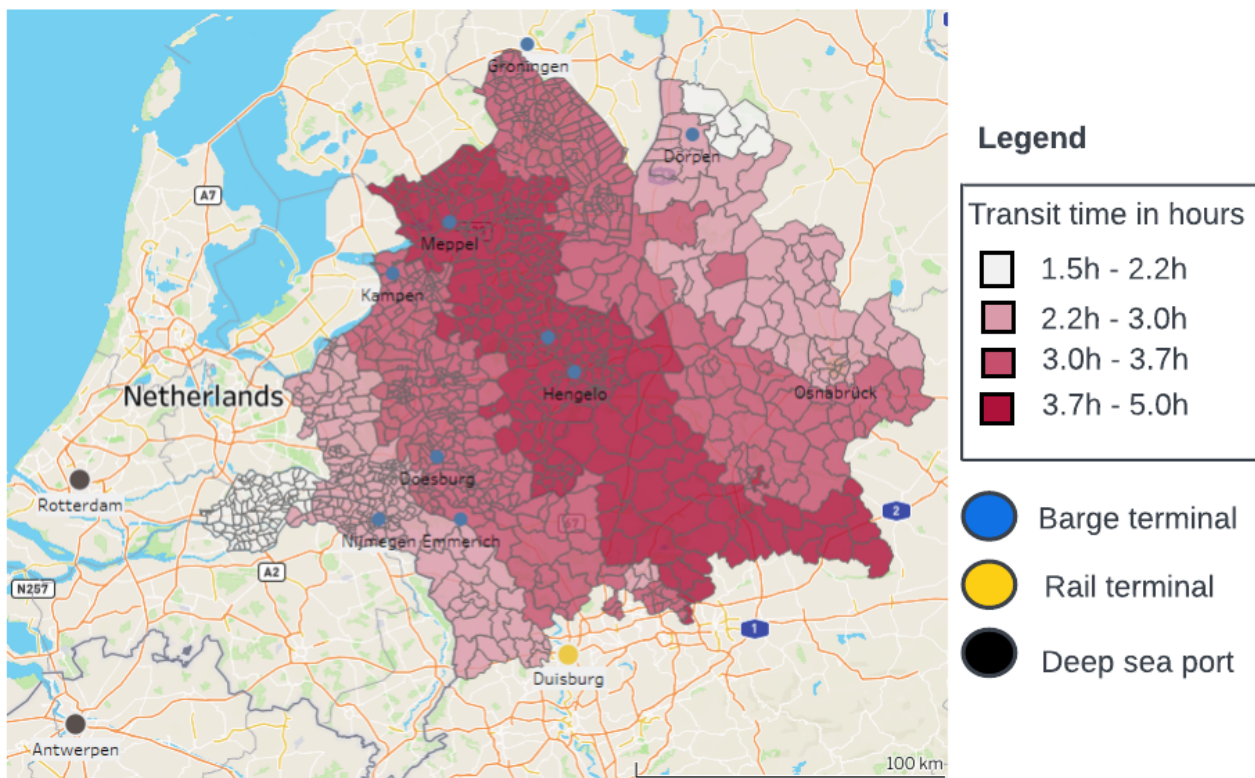 Groningen
Dörpen
A7
Meppel
Kampen
Netherlands
Hengelo
Osnabrück
Rotterdam
Doesburg
Nijmegen Emmerich
A2
2
N257
1
Duisburg
Antwerpen
100 km
Legend
Transit time in hours
1.5h - 2.2h
2.2h - 3.0h
3.0h - 3.7h
3.7h - 5.0h
Barge terminal
Rail terminal
Deep sea port